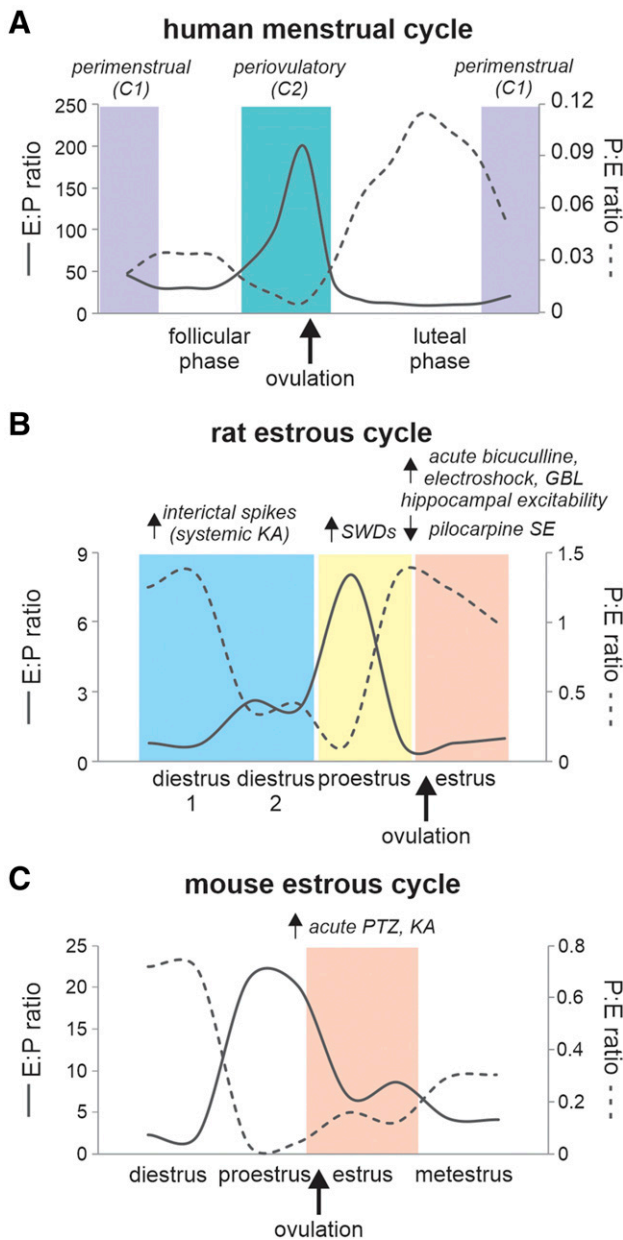 A
human menstrual cycle
perimenstrual
(C1)
periovulatory
(C2)
perimenstrual
(C1)
— E:P ratio
250
200
150
100
50
0
0.12
0.09
0.06
0.03
0
P:E ratio ---
follicular
phase
ovulation
luteal
phase
B
rat estrous cycle
↑ interictal spikes
(systemic KA)
↑ SWDs
↑ acute bicuculline,
electroshock, GBL
hippocampal excitability
↓ pilocarpine SE
— E:P ratio
9
6
3
0
1.5
1
0.5
0
P:E ratio ---
diestrus
1
diestrus
2
proestrus
estrus
ovulation
C
mouse estrous cycle
↑ acute PTZ, KA
— E:P ratio
25
20
15
10
5
0
0.8
0.6
0.4
0.2
0
P:E ratio ---
diestrus
proestrus
estrus
metestrus
ovulation